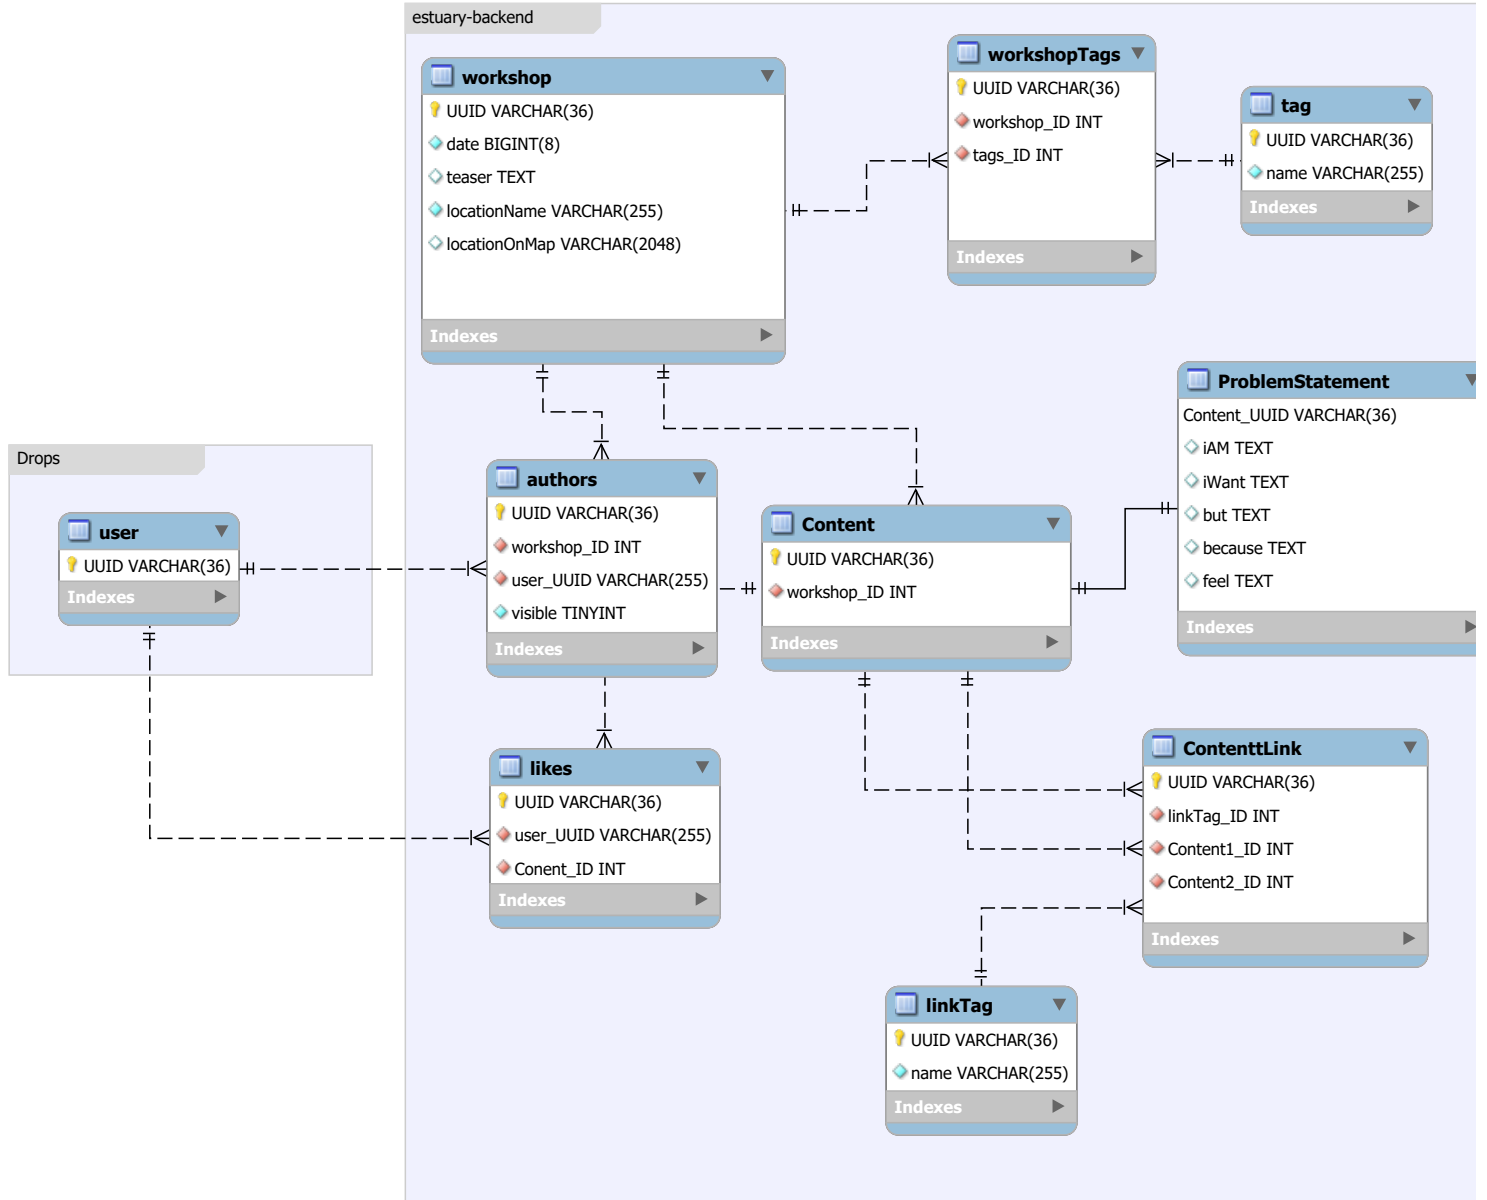 estuary-backend
workshop
UUID VARCHAR(36)
date BIGINT(8)
teaser TEXT
locationName VARCHAR(255)
locationOnMap VARCHAR(2048)
Indexes
workshopTags
UUID VARCHAR(36)
workshop_ID INT
tags_ID INT
Indexes
tag
UUID VARCHAR(36)
name VARCHAR(255)
Indexes
ProblemStatement
Content_UUID VARCHAR(36)
iAM TEXT
iWant TEXT
but TEXT
because TEXT
feel TEXT
Indexes
Drops
user
UUID VARCHAR(36)
Indexes
authors
UUID VARCHAR(36)
workshop_ID INT
user_UUID VARCHAR(255)
visible TINYINT
Indexes
Content
UUID VARCHAR(36)
workshop_ID INT
Indexes
likes
UUID VARCHAR(36)
user_UUID VARCHAR(255)
Conent_ID INT
Indexes
ContenttLink
UUID VARCHAR(36)
linkTag_ID INT
Content1_ID INT
Content2_ID INT
Indexes
linkTag
UUID VARCHAR(36)
name VARCHAR(255)
Indexes